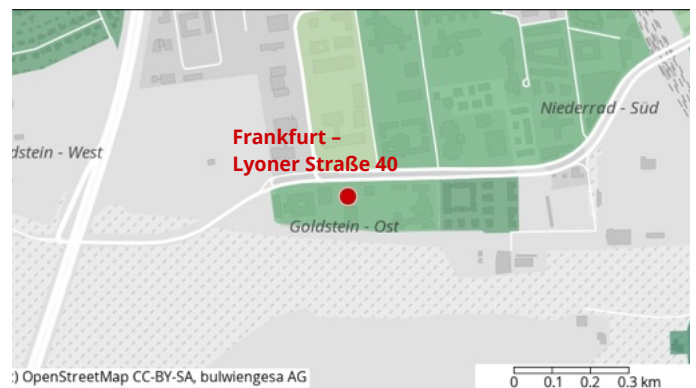 Niederrad - Süd
Frankfurt –
dstein - West
Lyoner Straße 40
Goldstein - Ost
) OpenStreetMap CC-BY-SA, bulwiengesa AG
0 0.1 0.2 0.3 km